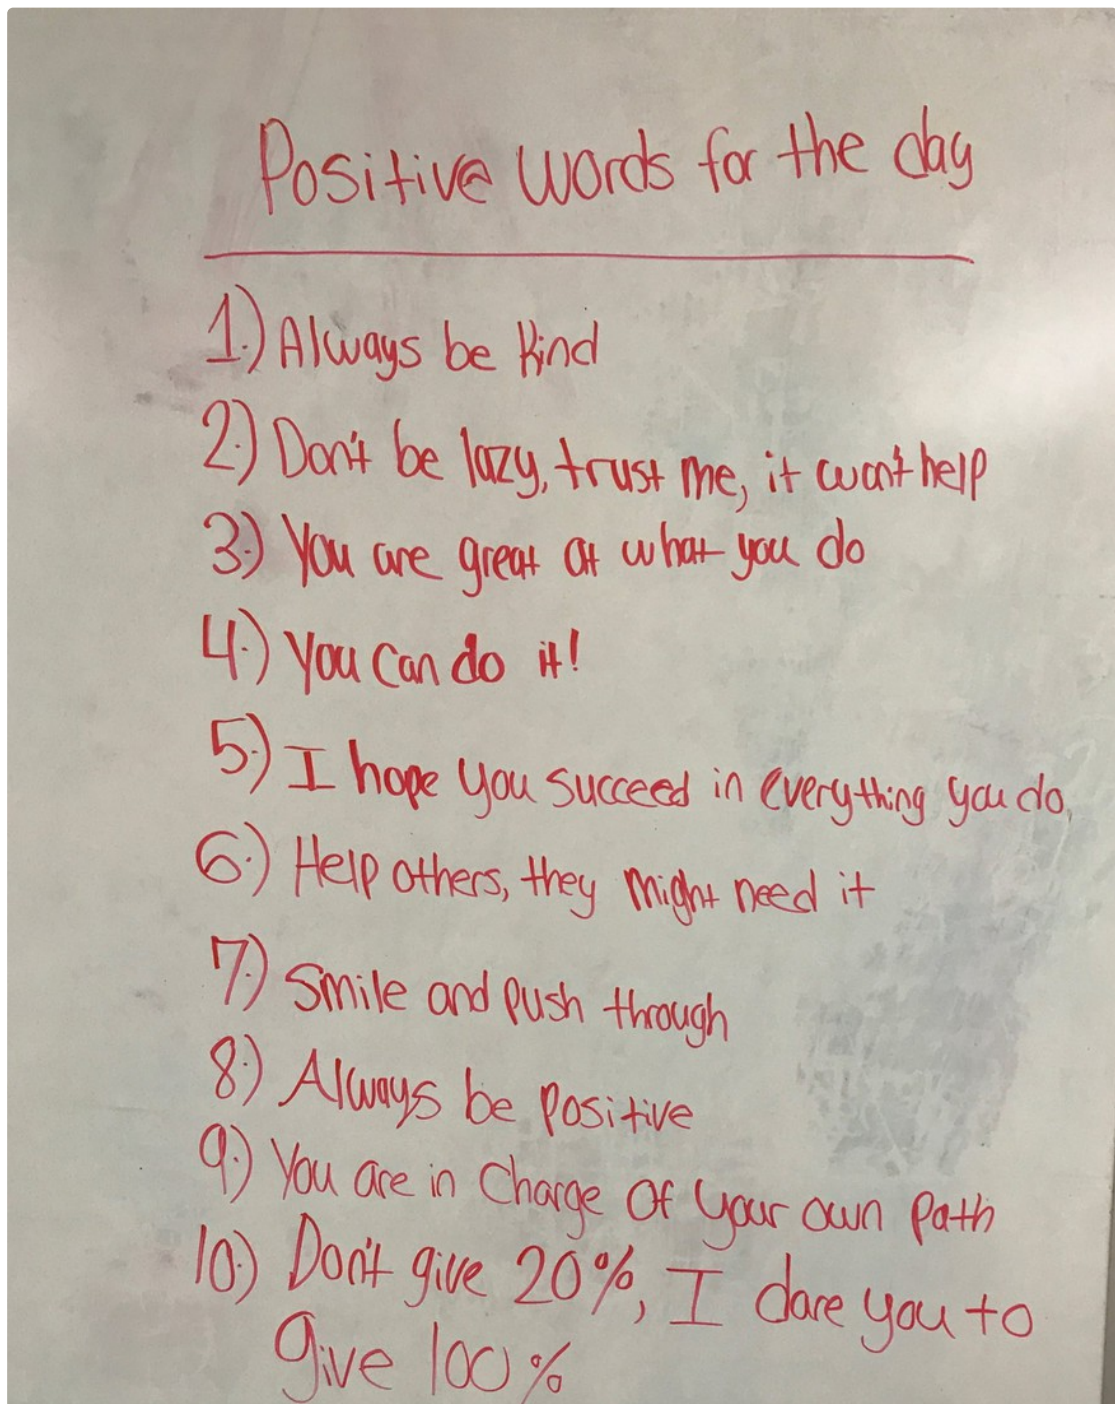 Positive words for the day
1.) Always be kind
2.) Don't be lazy, trust me, it won't help
3.) You are great at what you do
4.) You can do it!
5.) I hope you succeed in everything you do.
6.) Help others, they might need it
7.) Smile and push through
8.) Always be positive
9.) You are in charge of your own path
10.) Don't give 20%, I dare you to
give 100%